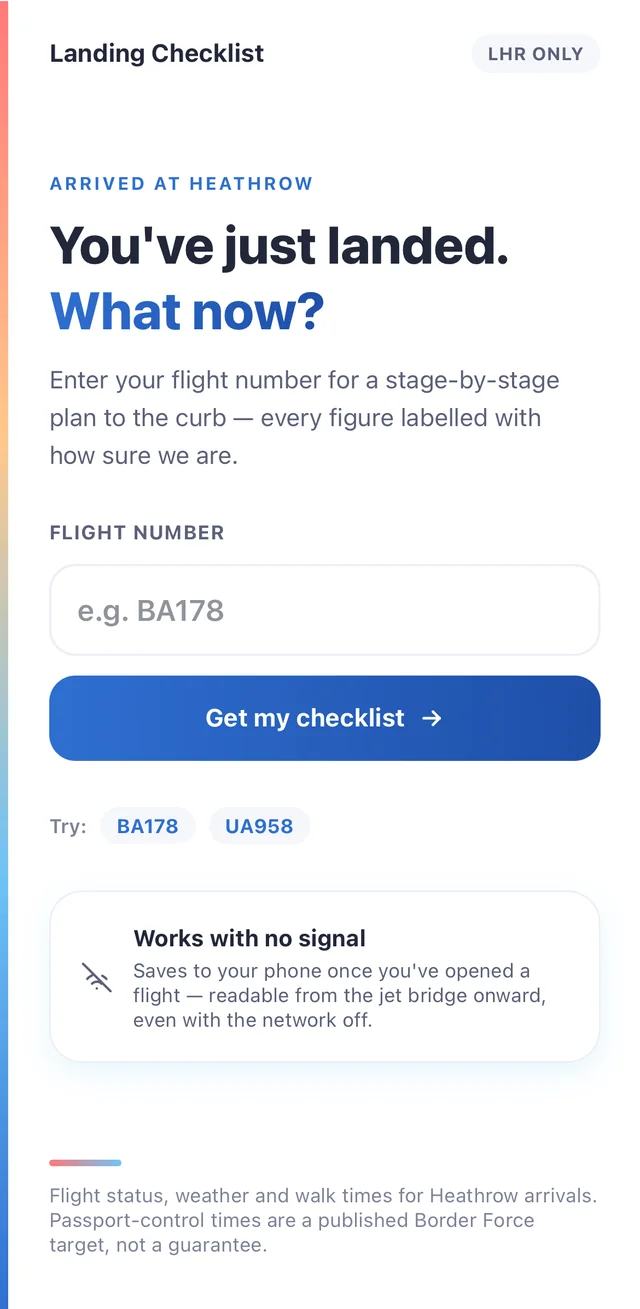 Landing Checklist
LHR ONLY
ARRIVED AT HEATHROW
You've just landed.
What now?
Enter your flight number for a stage-by-stage
plan to the curb — every figure labelled with
how sure we are.
FLIGHT NUMBER
e.g. BA178
Get my checklist →
Try: BA178 UA958
Works with no signal
Saves to your phone once you've opened a
flight — readable from the jet bridge onward,
even with the network off.
Flight status, weather and walk times for Heathrow arrivals.
Passport-control times are a published Border Force
target, not a guarantee.